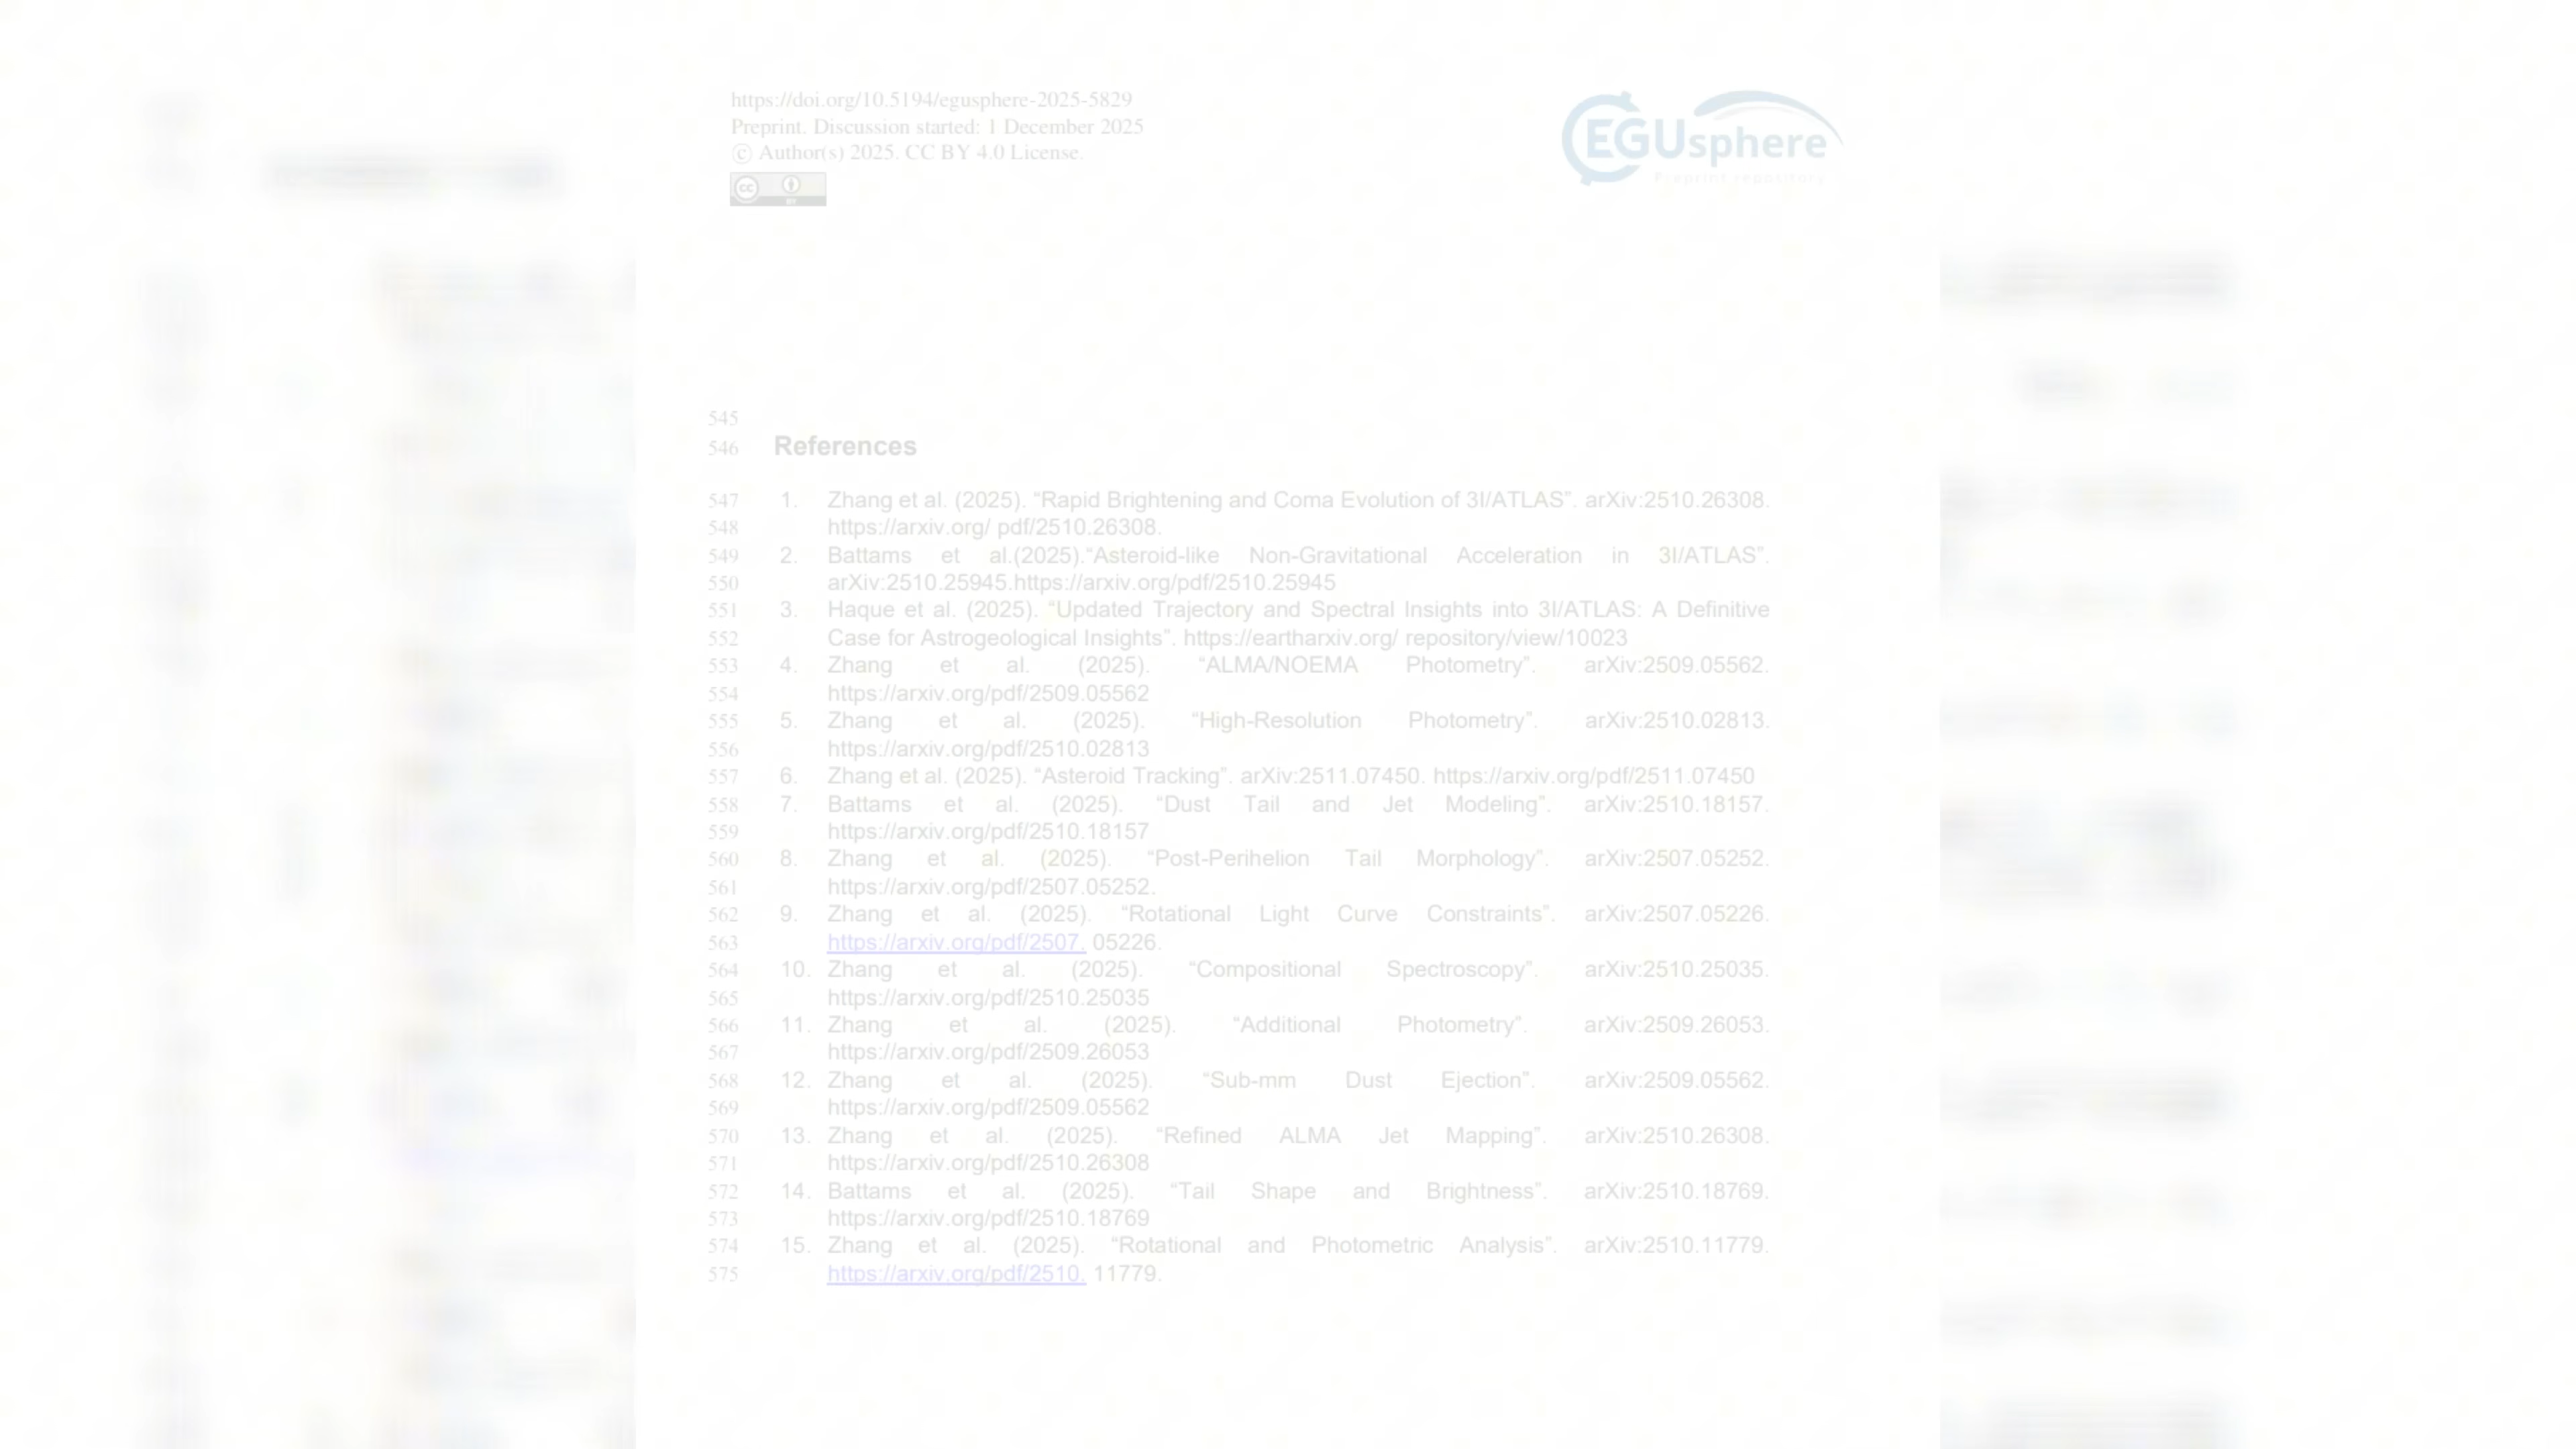 https://doi.org/10.5194/egusphere-2025-5829
Preprint. Discussion started: 1 December 2025
© Author(s) 2025. CC BY 4.0 License.
cc BY
EGUsphere
Preprint repository
545
546 References
547 1. Zhang et al. (2025). “Rapid Brightening and Coma Evolution of 3I/ATLAS”. arXiv:2510.26308.
548 https://arxiv.org/ pdf/2510.26308.
549 2. Battams et al.(2025).“Asteroid-like Non-Gravitational Acceleration in 3I/ATLAS”.
550 arXiv:2510.25945.https://arxiv.org/pdf/2510.25945
551 3. Haque et al. (2025). “Updated Trajectory and Spectral Insights into 3I/ATLAS: A Definitive
552 Case for Astrogeological Insights”. https://eartharxiv.org/ repository/view/10023
553 4. Zhang et al. (2025). “ALMA/NOEMA Photometry”. arXiv:2509.05562.
554 https://arxiv.org/pdf/2509.05562
555 5. Zhang et al. (2025). “High-Resolution Photometry”. arXiv:2510.02813.
556 https://arxiv.org/pdf/2510.02813
557 6. Zhang et al. (2025). “Asteroid Tracking”. arXiv:2511.07450. https://arxiv.org/pdf/2511.07450
558 7. Battams et al. (2025). “Dust Tail and Jet Modeling”. arXiv:2510.18157.
559 https://arxiv.org/pdf/2510.18157
560 8. Zhang et al. (2025). “Post-Perihelion Tail Morphology”. arXiv:2507.05252.
561 https://arxiv.org/pdf/2507.05252.
562 9. Zhang et al. (2025). “Rotational Light Curve Constraints”. arXiv:2507.05226.
563 https://arxiv.org/pdf/2507. 05226.
564 10. Zhang et al. (2025). “Compositional Spectroscopy”. arXiv:2510.25035.
565 https://arxiv.org/pdf/2510.25035
566 11. Zhang et al. (2025). “Additional Photometry”. arXiv:2509.26053.
567 https://arxiv.org/pdf/2509.26053
568 12. Zhang et al. (2025). “Sub-mm Dust Ejection”. arXiv:2509.05562.
569 https://arxiv.org/pdf/2509.05562
570 13. Zhang et al. (2025). “Refined ALMA Jet Mapping”. arXiv:2510.26308.
571 https://arxiv.org/pdf/2510.26308
572 14. Battams et al. (2025). “Tail Shape and Brightness”. arXiv:2510.18769.
573 https://arxiv.org/pdf/2510.18769
574 15. Zhang et al. (2025). “Rotational and Photometric Analysis”. arXiv:2510.11779.
575 https://arxiv.org/pdf/2510. 11779.